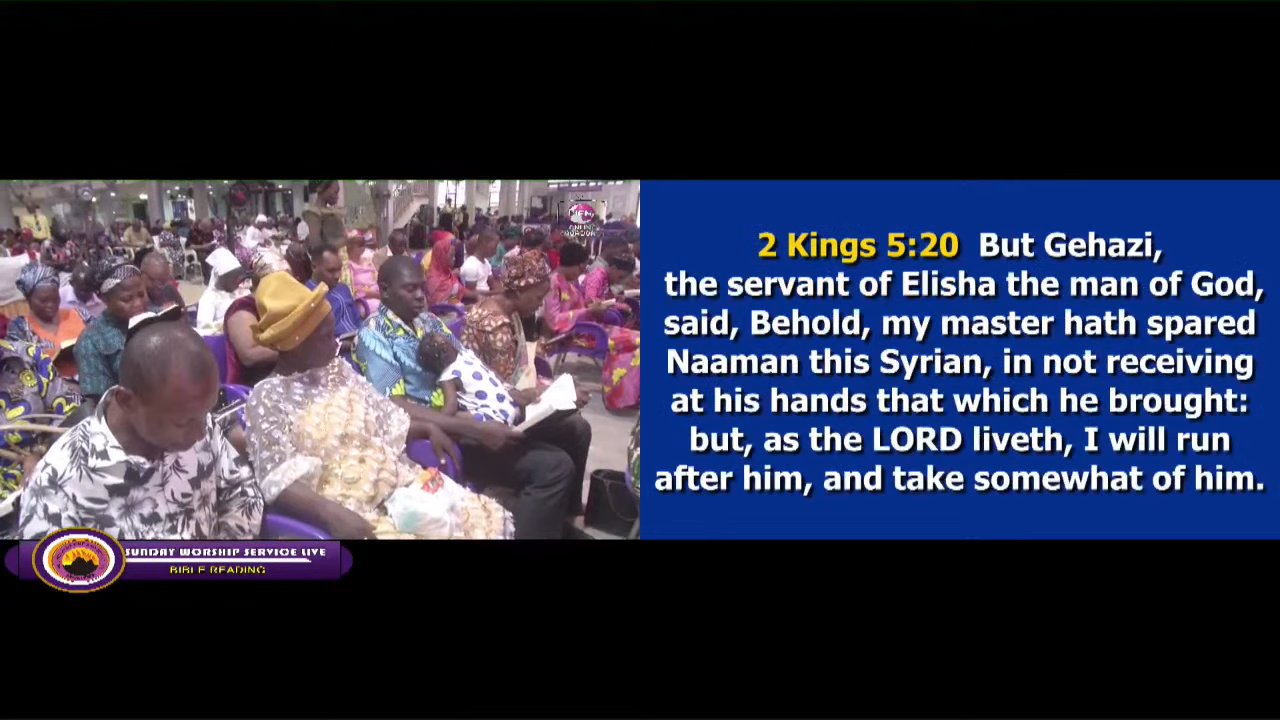 2 Kings 5:20 But Gehazi,
the servant of Elisha the man of God,
said, Behold, my master hath spared
Naaman this Syrian, in not receiving
at his hands that which he brought:
but, as the LORD liveth, I will run
after him, and take somewhat of him.
SUNDAY WORSHIP SERVICE LIVE
BIBLE READING